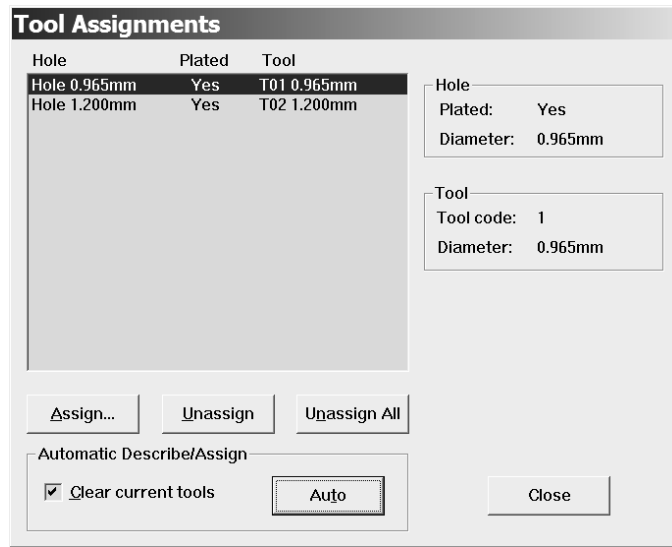 Tool Assignments
Hole Plated Tool
Hole 0.965mm Yes T01 0.965mm
Hole 1.200mm Yes T02 1.200mm
Hole
Plated: Yes
Diameter: 0.965mm
Tool
Tool code: 1
Diameter: 0.965mm
Assign... Unassign Unassign All
Automatic Describe/Assign
Clear current tools Auto
Close